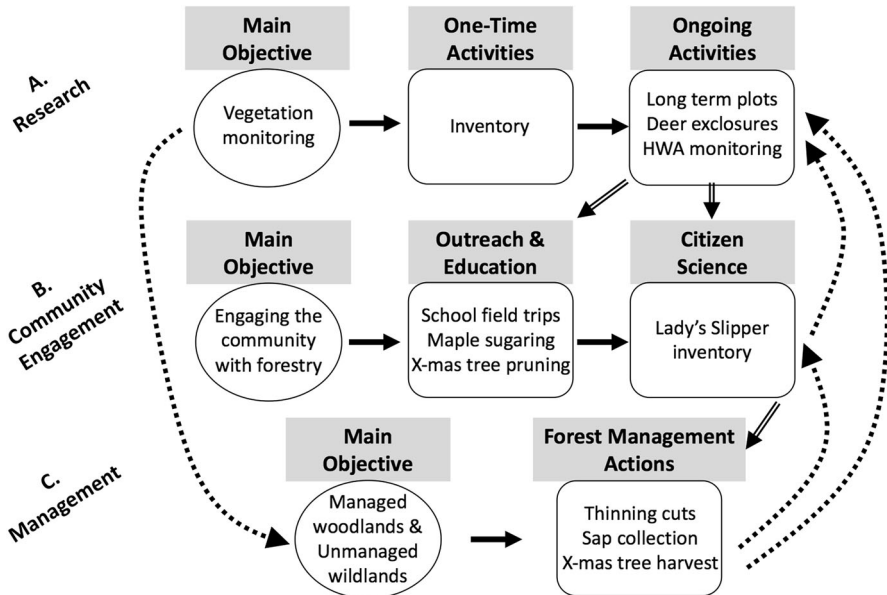 A.
Research
Main
Objective
One-Time
Activities
Ongoing
Activities
Vegetation
monitoring
Inventory
Long term plots
Deer exclosures
HWA monitoring
B.
Community
Engagement
Main
Objective
Outreach &
Education
Citizen
Science
Engaging the
community
with forestry
School field trips
Maple sugaring
X-mas tree pruning
Lady's Slipper
inventory
C.
Management
Main
Objective
Forest Management
Actions
Managed
woodlands &
Unmanaged
wildlands
Thinning cuts
Sap collection
X-mas tree harvest